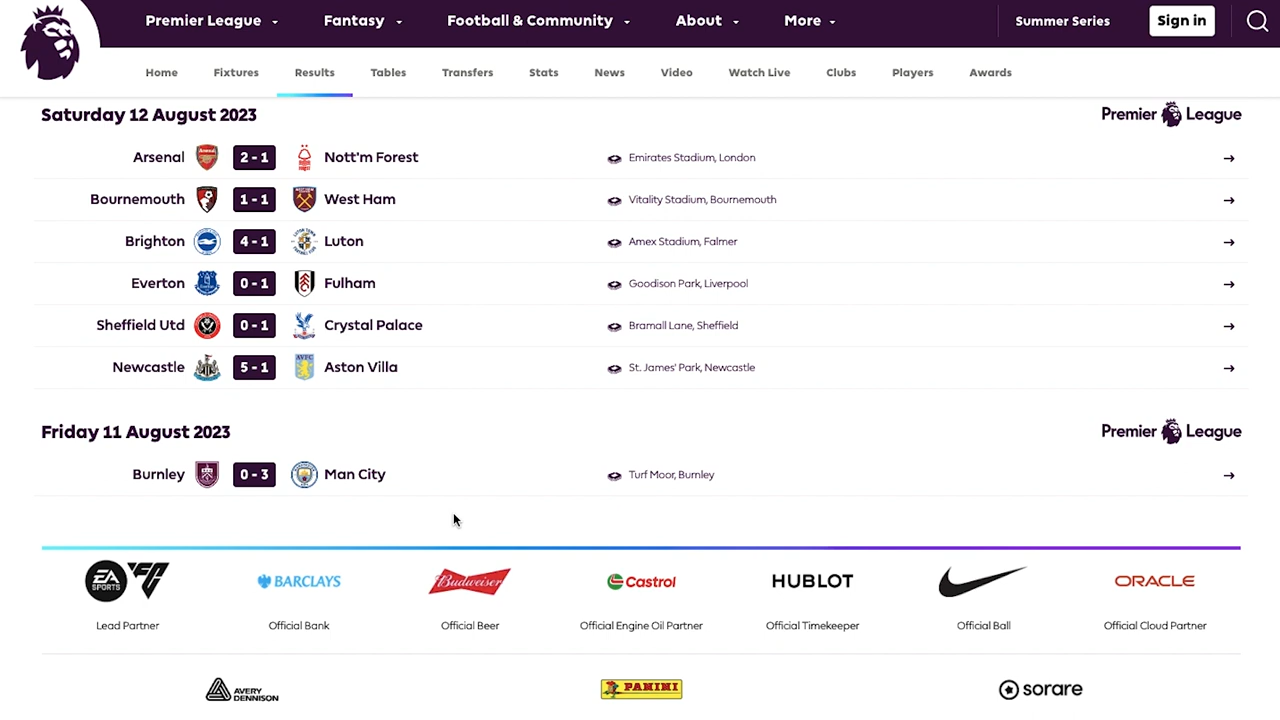 Premier League Fantasy Football & Community About More Summer Series Sign in
Home Fixtures Results Tables Transfers Stats News Video Watch Live Clubs Players Awards
Saturday 12 August 2023 Premier League
Arsenal 2 - 1 Nott'm Forest Emirates Stadium, London
Bournemouth 1 - 1 West Ham Vitality Stadium, Bournemouth
Brighton 4 - 1 Luton Amex Stadium, Falmer
Everton 0 - 1 Fulham Goodison Park, Liverpool
Sheffield Utd 0 - 1 Crystal Palace Bramall Lane, Sheffield
Newcastle 5 - 1 Aston Villa St. James' Park, Newcastle
Friday 11 August 2023 Premier League
Burnley 0 - 3 Man City Turf Moor, Burnley
EA SPORTS FC BARCLAYS Budweiser Castrol HUBLOT ORACLE
Lead Partner Official Bank Official Beer Official Engine Oil Partner Official Timekeeper Official Ball Official Cloud Partner
AVERY DENNISON PANINI sorare